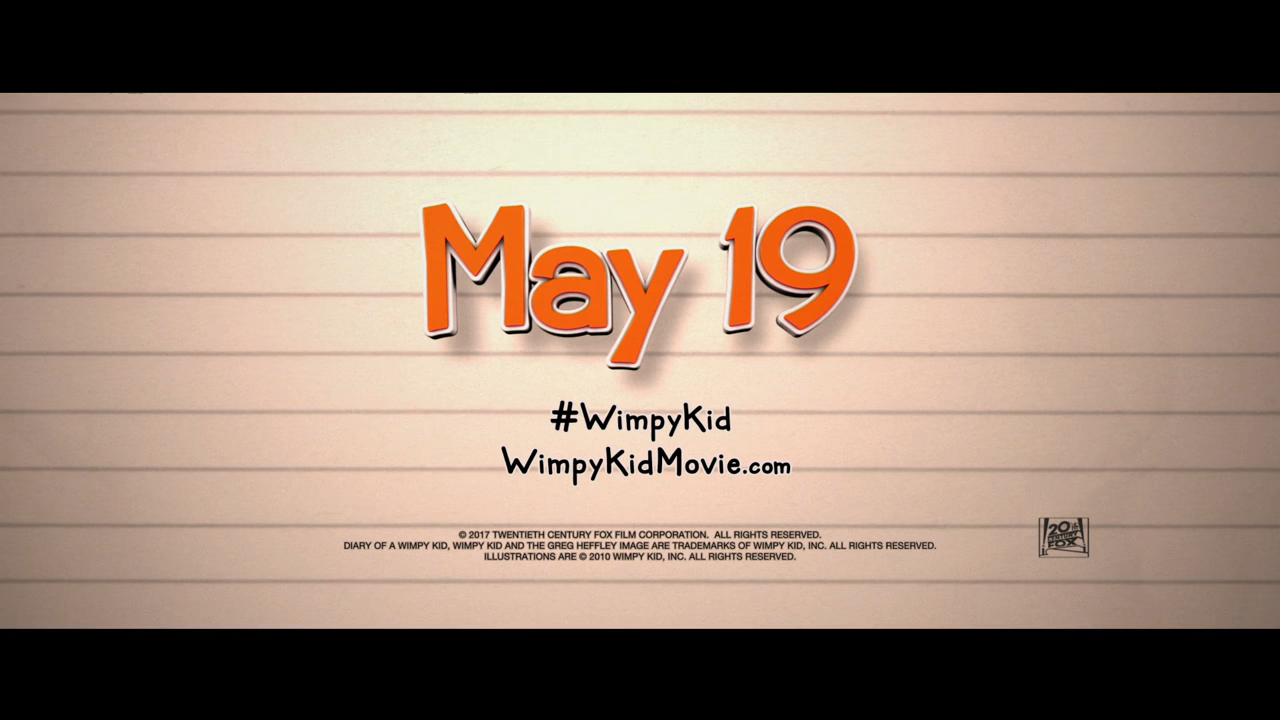 May 19
#WimpyKid
WimpyKidMovie.com
© 2017 TWENTIETH CENTURY FOX FILM CORPORATION. ALL RIGHTS RESERVED.
DIARY OF A WIMPY KID, WIMPY KID AND THE GREG HEFFLEY IMAGE ARE TRADEMARKS OF WIMPY KID, INC. ALL RIGHTS RESERVED.
ILLUSTRATIONS ARE © 2010 WIMPY KID, INC. ALL RIGHTS RESERVED.
20th
CENTURY
FOX